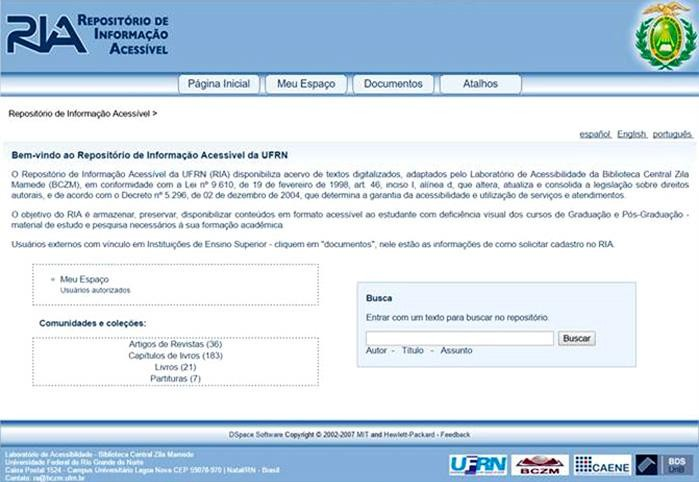 RIA REPOSITÓRIO DE
INFORMAÇÃO
ACESSÍVEL
Página Inicial Meu Espaço Documentos Atalhos
Repositório de Informação Acessível >
español English português
Bem-vindo ao Repositório de Informação Acessível da UFRN
O Repositório de Informação Acessível da UFRN (RIA) disponibiliza acervo de textos digitalizados, adaptados pelo Laboratório de Acessibilidade da Biblioteca Central Zila
Mamede (BCZM), em conformidade com a Lei nº 9.610, de 19 de fevereiro de 1998, art. 46, inciso I, alínea d, que altera, atualiza e consolida a legislação sobre direitos
autorais, e de acordo com o Decreto nº 5.296, de 02 de dezembro de 2004, que determina a garantia da acessibilidade e utilização de serviços e atendimentos.
O objetivo do RIA é armazenar, preservar, disponibilizar conteúdos em formato acessível ao estudante com deficiência visual dos cursos de Graduação e Pós-Graduação -
material de estudo e pesquisa necessários á sua formação acadêmica.
Usuários externos com vínculo em Instituições de Ensino Superior - cliquem em "documentos", nele estão as informações de como solicitar cadastro no RIA.
Meu Espaço
Usuários autorizados
Comunidades e coleções:
Artigos de Revistas (36)
Capítulos de livros (183)
Livros (21)
Partituras (7)
Busca
Entrar com um texto para buscar no repositório.
Buscar
Autor - Título - Assunto
DSpace Software Copyright © 2002-2007 MIT and Hewlett-Packard - Feedback
Laboratório de Acessibilidade - Biblioteca Central Zila Mamede
Universidade Federal do Rio Grande do Norte
Caixa Postal 1524 - Campus Universitário Lagoa Nova CEP 59078-970 | Natal/RN - Brasil
Contato: ra@bczm.ufrn.br
UFRN BCZM CAENE BDS
UnB